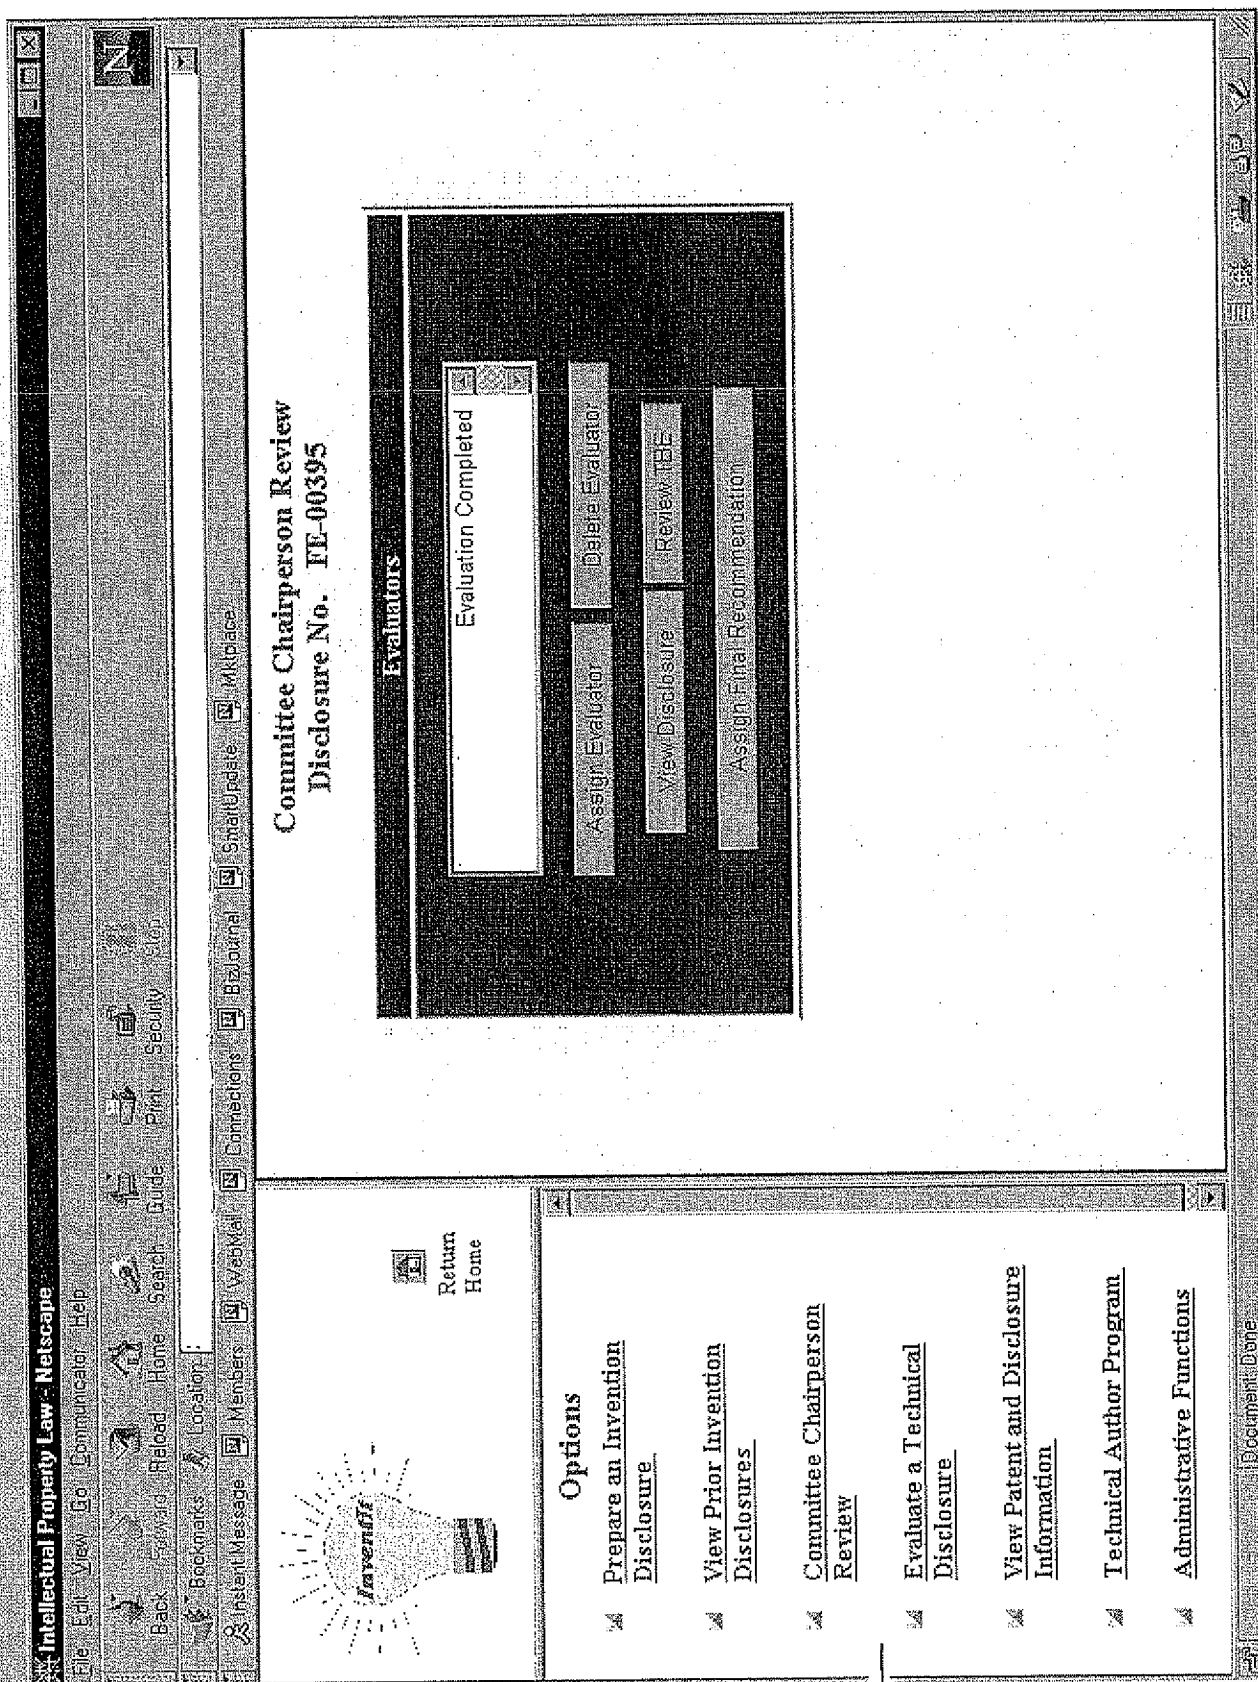 Intellectual Property Law - Netscape
File Edit View Go Communicator Help
Back Forward Reload Home Search Guide Print Security Stop
Bookmarks Location:
Instant Message Members WebMail Connections BizJournal SmartUpdate Mktplace
InventIt
Return
Home
Options
Prepare an Invention
Disclosure
View Prior Invention
Disclosures
Committee Chairperson
Review
Evaluate a Technical
Disclosure
View Patent and Disclosure
Information
Technical Author Program
Administrative Functions
Committee Chairperson Review
Disclosure No. FE-00395
Evaluators
Evaluation Completed
Assign Evaluator Delete Evaluator
View Disclosure Review TBE
Assign Final Recommendation
Document: Done